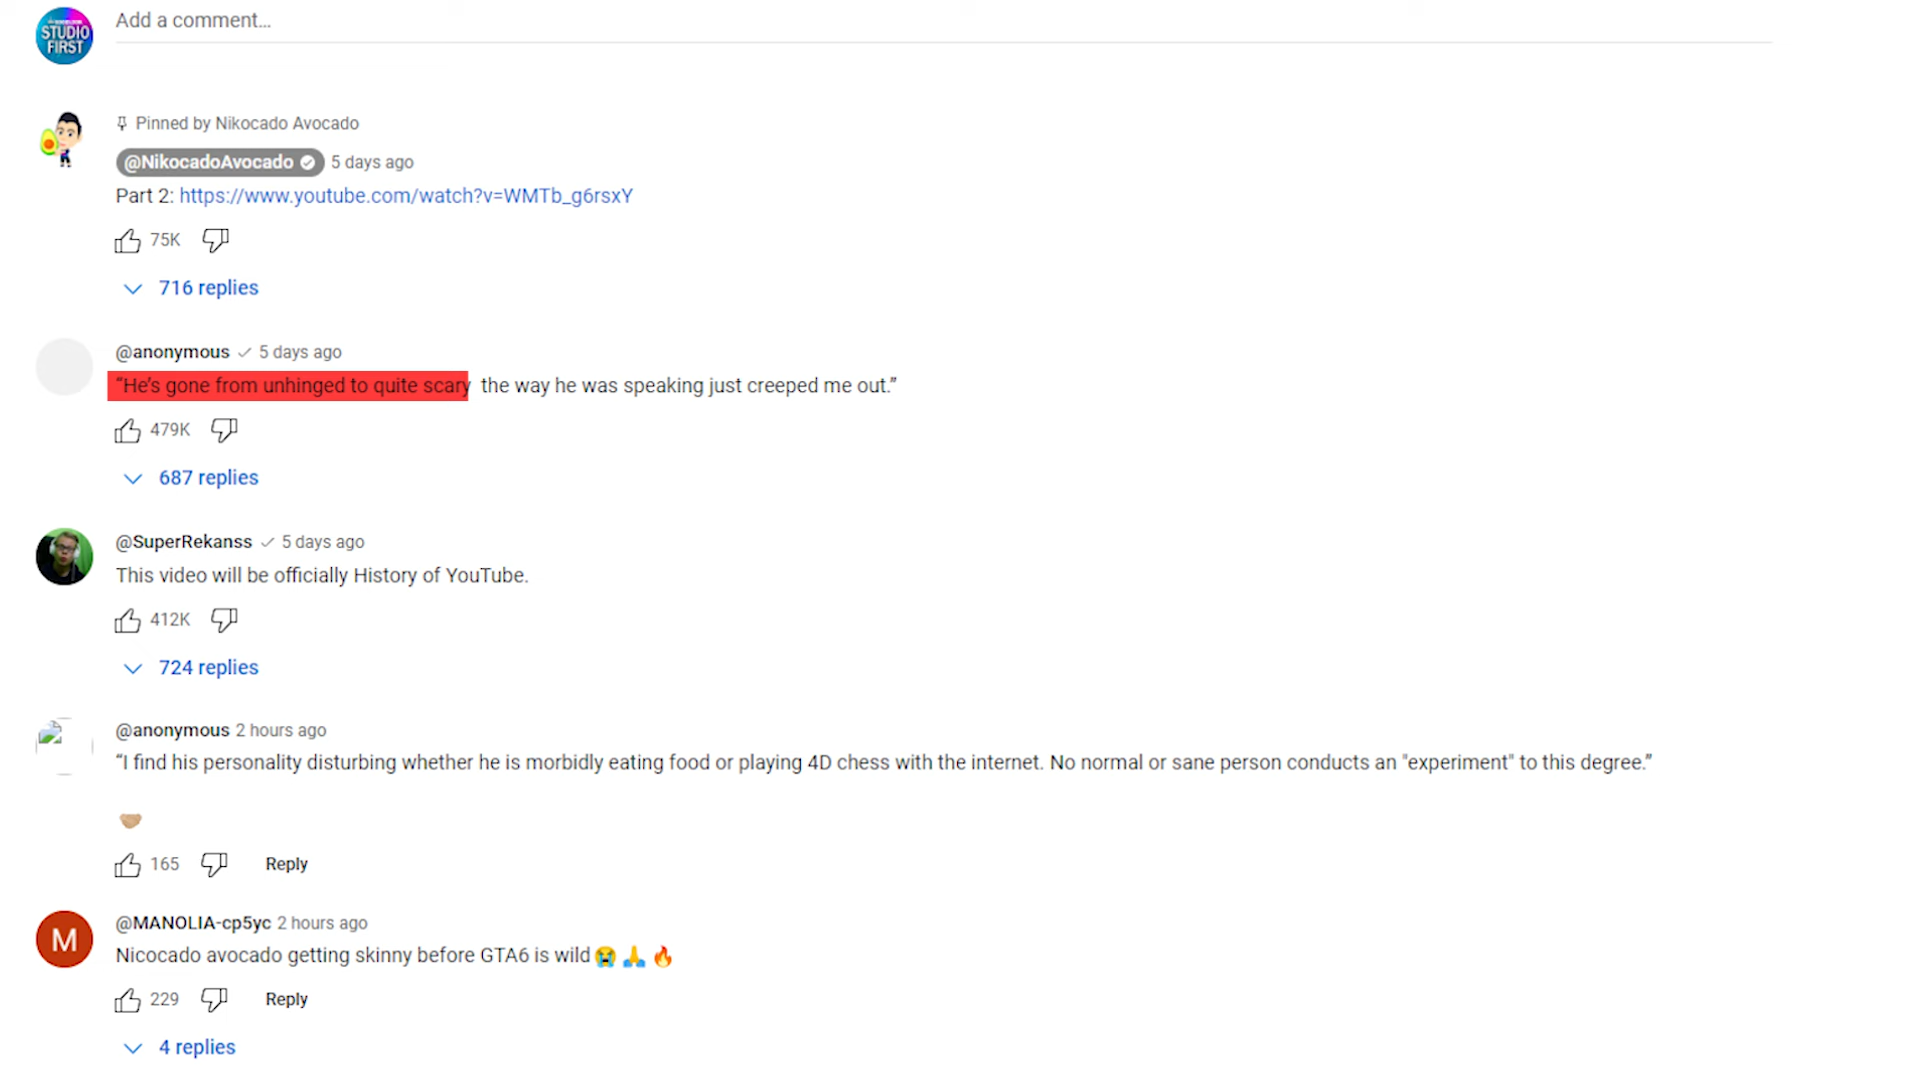 STUDIO
FIRST
Add a comment...
Pinned by Nikocado Avocado
@NikocadoAvocado 5 days ago
Part 2: https://www.youtube.com/watch?v=WMTb_g6rsxY
75K
716 replies
@anonymous 5 days ago
“He’s gone from unhinged to quite scary the way he was speaking just creeped me out.”
479K
687 replies
@SuperRekanss 5 days ago
This video will be officially History of YouTube.
412K
724 replies
@anonymous 2 hours ago
“I find his personality disturbing whether he is morbidly eating food or playing 4D chess with the internet. No normal or sane person conducts an "experiment" to this degree.”
🤝🏼
165 Reply
M
@MANOLIA-cp5yc 2 hours ago
Nicocado avocado getting skinny before GTA6 is wild 😭 🙏 🔥
229 Reply
4 replies